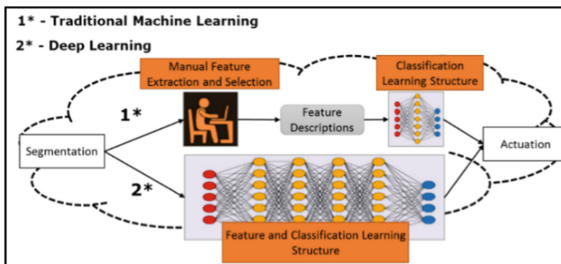 1* - Traditional Machine Learning
2* - Deep Learning
Manual Feature
Extraction and Selection
Classification
Learning Structure
1*
Feature
Descriptions
Segmentation
Actuation
2*
Feature and Classification Learning
Structure